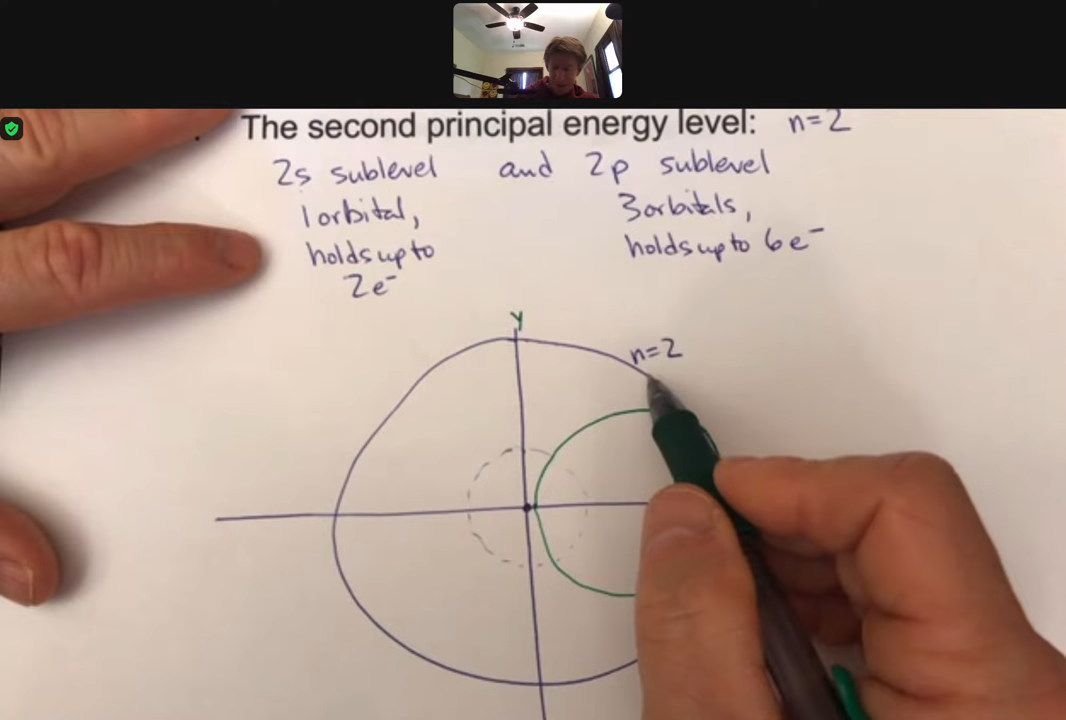 The second principal energy level: n=2
2s sublevel and 2p sublevel
1 orbital, 3 orbitals,
holds up to holds up to 6e⁻
2e⁻
y
n=2